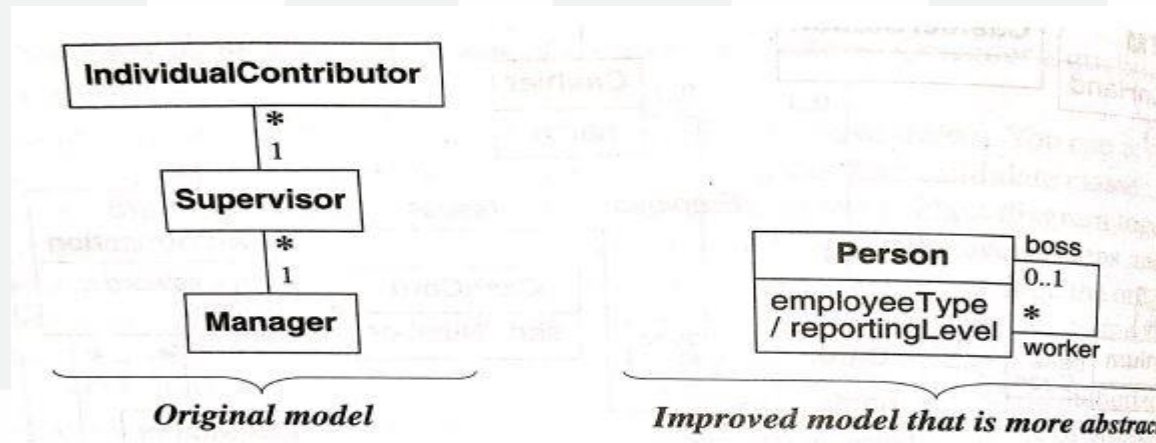 IndividualContributor
*
1
Supervisor
*
1
Manager
Original model
Person
employeeType
/ reportingLevel
boss
0..1
*
worker
Improved model that is more abstrac